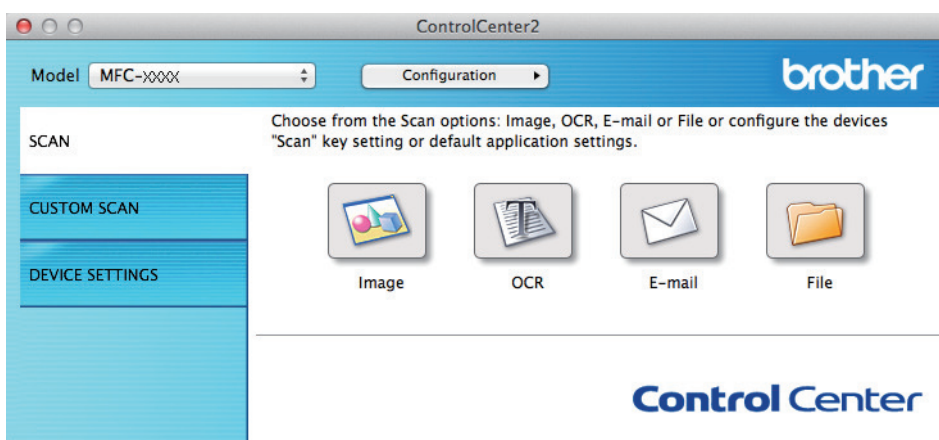 ControlCenter2
Model MFC-XXXX Configuration
brother
SCAN
Choose from the Scan options: Image, OCR, E-mail or File or configure the devices
"Scan" key setting or default application settings.
CUSTOM SCAN
DEVICE SETTINGS
Image OCR E-mail File
Control Center